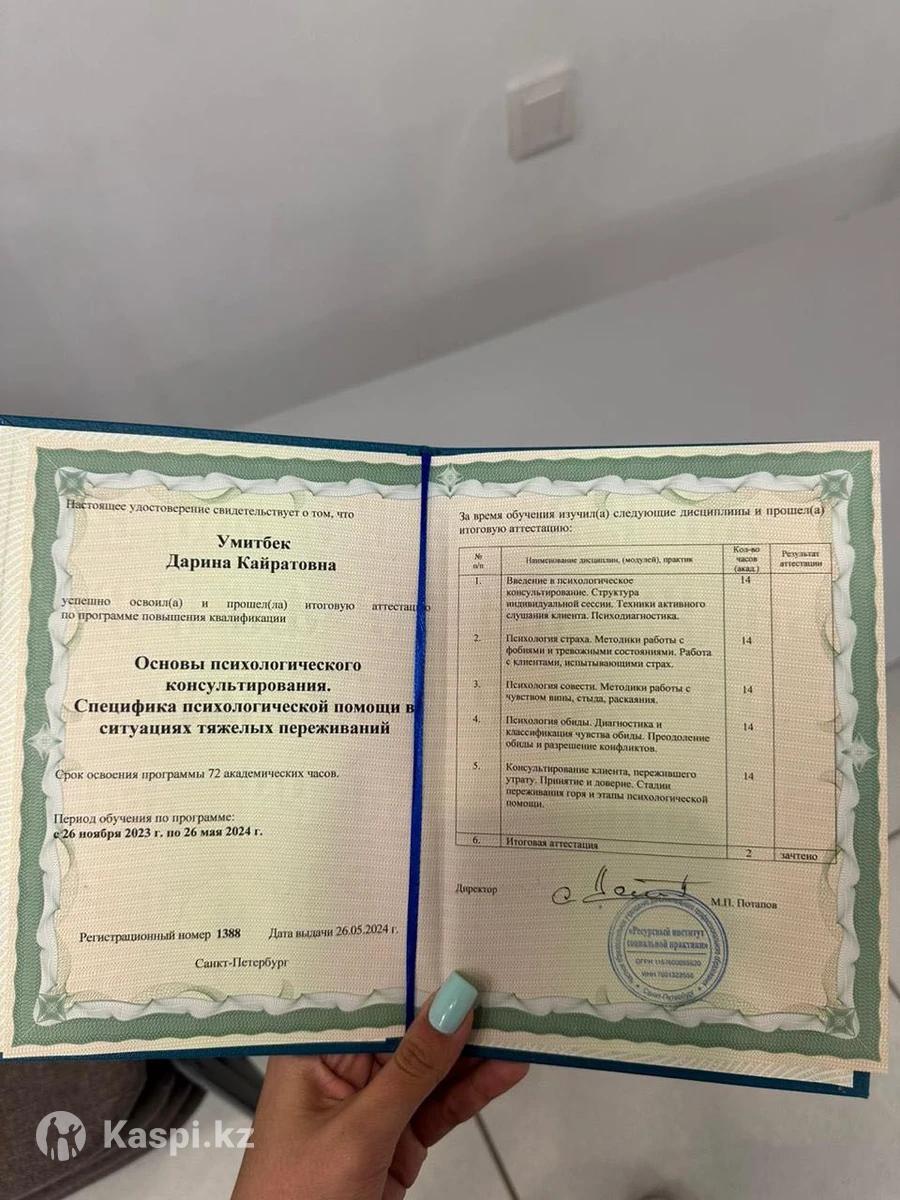 Настоящее удостоверение свидетельствует о том, что
Умитбек
Дарина Кайратовна
успешно освоил(а) и прошел(ла) итоговую аттестацию
по программе повышения квалификации
Основы психологического
консультирования.
Специфика психологической помощи в
ситуациях тяжелых переживаний
Срок освоения программы 72 академических часов.
Период обучения по программе:
с 26 ноября 2023 г. по 26 мая 2024 г.
Регистрационный номер 1388 Дата выдачи 26.05.2024 г.
Санкт-Петербург
За время обучения изучил(а) следующие дисциплины и прошел(а)
итоговую аттестацию:
№ п/п Наименование дисциплин, (модулей), практик Кол-во часов (акад.) Результат аттестации
1. Введение в психологическое 14
консультирование. Структура
индивидуальной сессии. Техники активного
слушания клиента. Психодиагностика.
2. Психология страха. Методики работы с 14
фобиями и тревожными состояниями. Работа
с клиентами, испытывающими страх.
3. Психология совести. Методики работы с 14
чувством вины, стыда, раскаяния.
4. Психология обиды. Диагностика и 14
классификация чувства обиды. Преодоление
обиды и разрешение конфликтов.
5. Консультирование клиента, пережившего 14
утрату. Принятие и доверие. Стадии
переживания горя и этапы психологической
помощи.
6. Итоговая аттестация 2 зачтено
Директор М.П. Потапов
«Ресурсный институт
социальной практики»
ОГРН
ИНН
Санкт-Петербург
Kaspi.kz